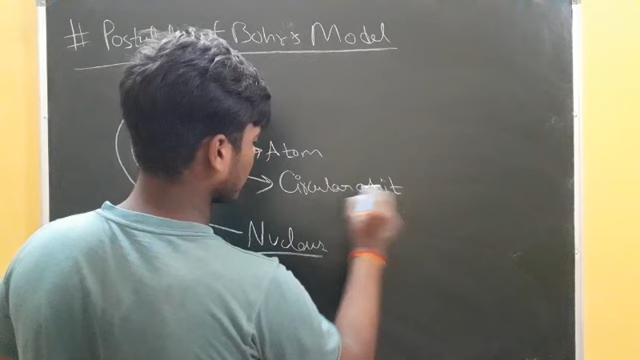 # Postulates of Bohr's Model
Atom
Circular orbit
Nucleus